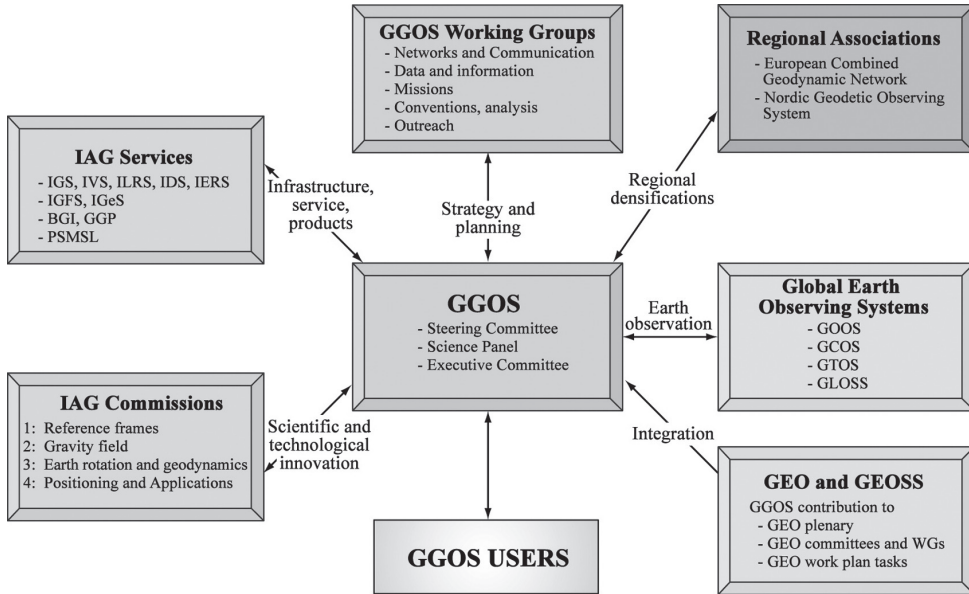 GGOS Working Groups
- Networks and Communication
- Data and information
- Missions
- Conventions, analysis
- Outreach
Regional Associations
- European Combined
Geodynamic Network
- Nordic Geodetic Observing
System
IAG Services
- IGS, IVS, ILRS, IDS, IERS
- IGFS, IGeS
- BGI, GGP
- PSMSL
Infrastructure,
service,
products
Strategy and
planning
Regional
densifications
GGOS
- Steering Committee
- Science Panel
- Executive Committee
Earth
observation
Global Earth
Observing Systems
- GOOS
- GCOS
- GTOS
- GLOSS
IAG Commissions
1: Reference frames
2: Gravity field
3: Earth rotation and geodynamics
4: Positioning and Applications
Scientific and
technological
innovation
Integration
GEO and GEOSS
GGOS contribution to
- GEO plenary
- GEO committees and WGs
- GEO work plan tasks
GGOS USERS